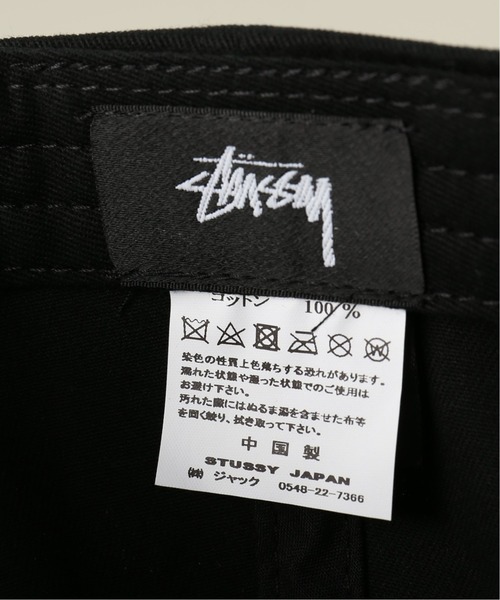 STÜSSY
コットン 100%
染色の性質上色落ちする恐れがあります。
濡れた状態や湿った状態でのご使用は
お避け下さい。
汚れた際にはぬるま湯を含ませた布等
を固く絞り、拭き取って下さい。
中国製
STUSSY JAPAN
㈱ ジャック 0548-22-7366